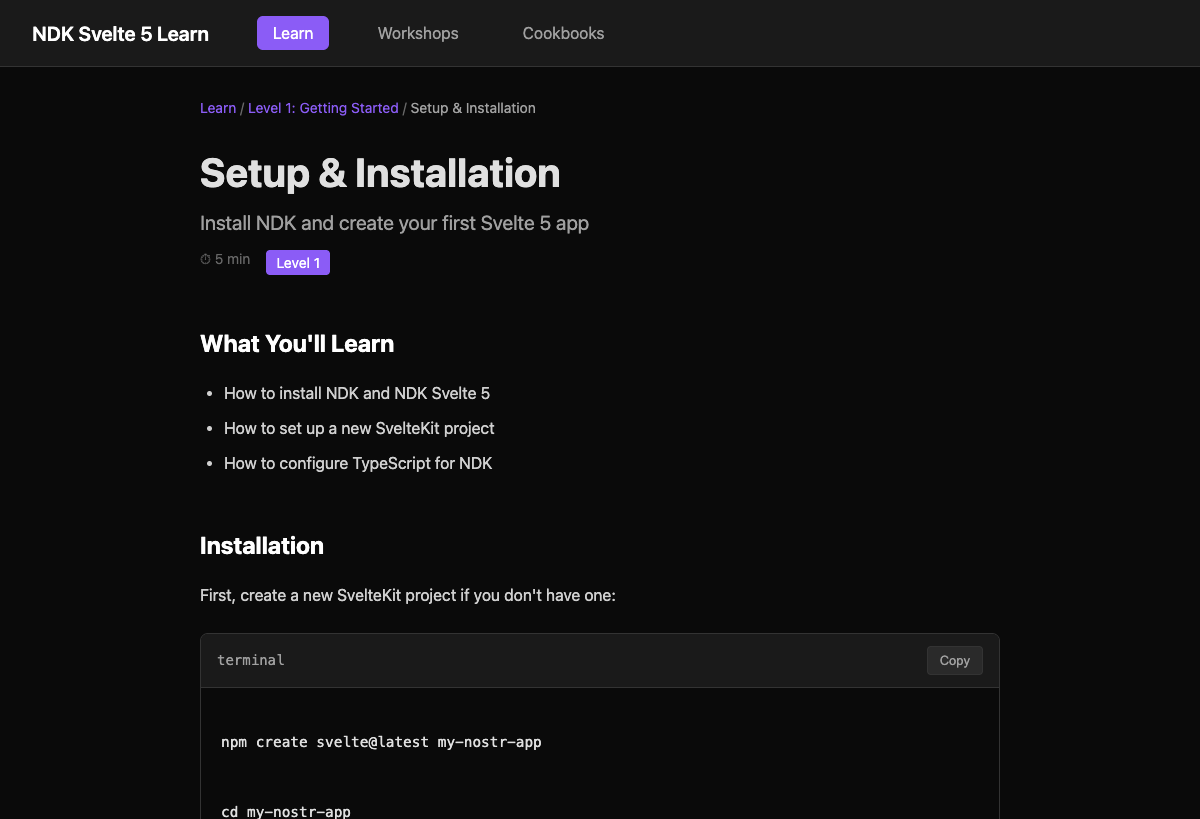 NDK Svelte 5 Learn Learn Workshops Cookbooks
Learn / Level 1: Getting Started / Setup & Installation
Setup & Installation
Install NDK and create your first Svelte 5 app
⏱ 5 min Level 1
What You'll Learn
• How to install NDK and NDK Svelte 5
• How to set up a new SvelteKit project
• How to configure TypeScript for NDK
Installation
First, create a new SvelteKit project if you don't have one:
terminal Copy
npm create svelte@latest my-nostr-app
cd my-nostr-app